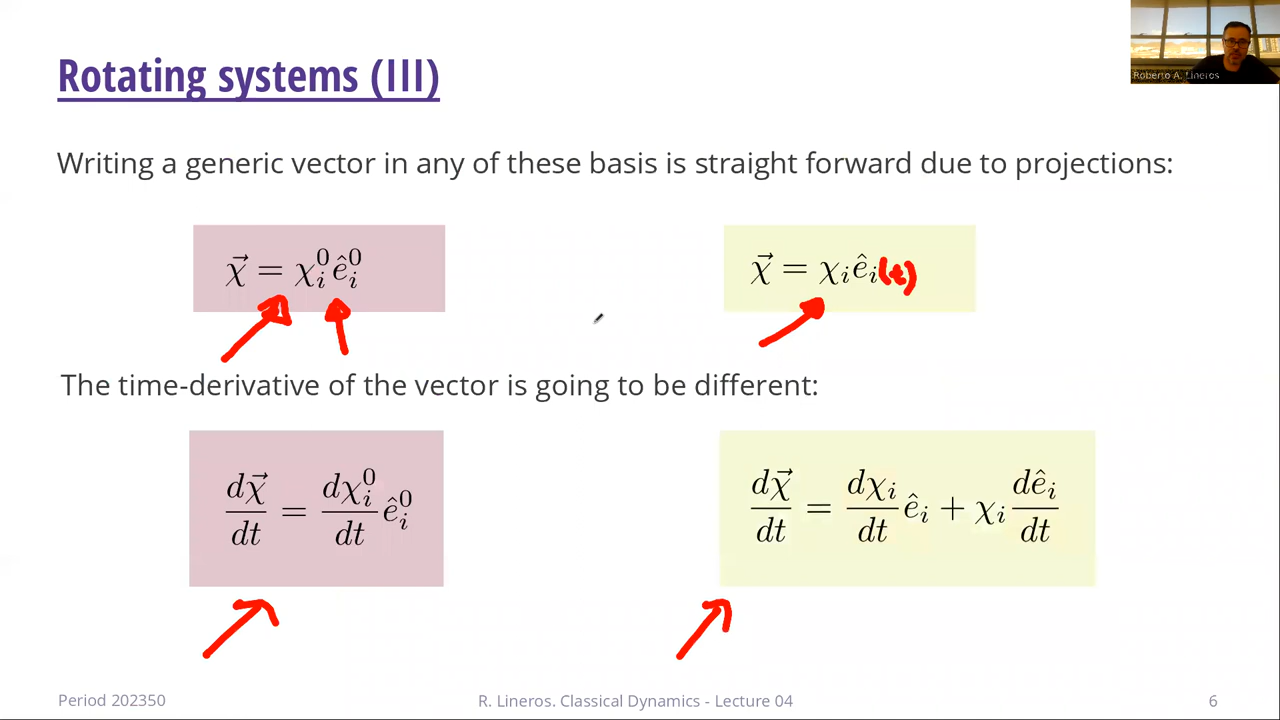 Rotating systems (III)
Roberto A. Lineros
Writing a generic vector in any of these basis is straight forward due to projections:
$\vec{\chi} = \chi_i^0 \hat{e}_i^0$
$\vec{\chi} = \chi_i \hat{e}_i(t)$
The time-derivative of the vector is going to be different:
$\frac{d\vec{\chi}}{dt} = \frac{d\chi_i^0}{dt} \hat{e}_i^0$
$\frac{d\vec{\chi}}{dt} = \frac{d\chi_i}{dt} \hat{e}_i + \chi_i \frac{d\hat{e}_i}{dt}$
Period 202350
R. Lineros. Classical Dynamics - Lecture 04
6